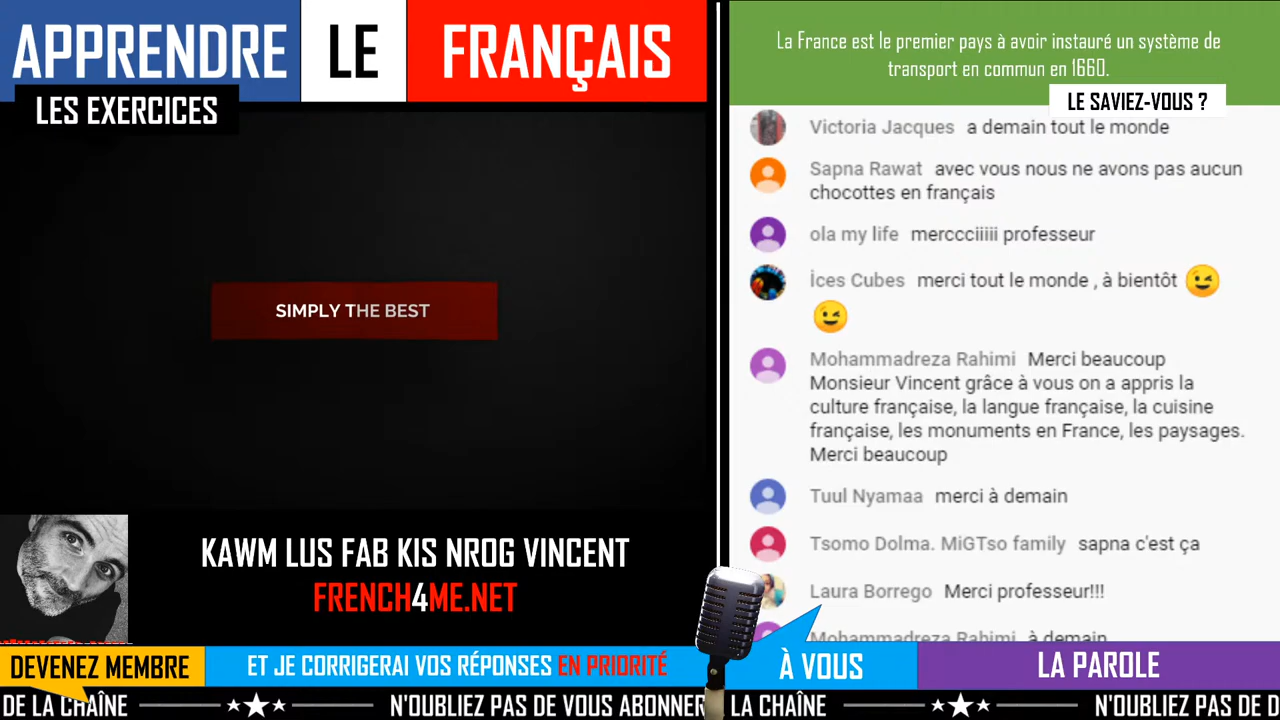 APPRENDRE LE FRANÇAIS
LES EXERCICES
SIMPLY THE BEST
KAWM LUS FAB KIS NROG VINCENT
FRENCH4ME.NET
La France est le premier pays à avoir instauré un système de
transport en commun en 1660.
LE SAVIEZ-VOUS ?
Victoria Jacques a demain tout le monde
Sapna Rawat avec vous nous ne avons pas aucun
chocottes en français
ola my life merccciiiii professeur
İces Cubes merci tout le monde , à bientôt 😉
😉
Mohammadreza Rahimi Merci beaucoup
Monsieur Vincent grâce à vous on a appris la
culture française, la langue française, la cuisine
française, les monuments en France, les paysages.
Merci beaucoup
Tuul Nyamaa merci à demain
Tsomo Dolma. MiGTso family sapna c'est ça
Laura Borrego Merci professeur!!!
Mohammadreza Rahimi à demain
DEVENEZ MEMBRE
ET JE CORRIGERAI VOS RÉPONSES EN PRIORITÉ
À VOUS
LA PAROLE
DE LA CHAÎNE N'OUBLIEZ PAS DE VOUS ABONNER
LA CHAÎNE N'OUBLIEZ PAS DE